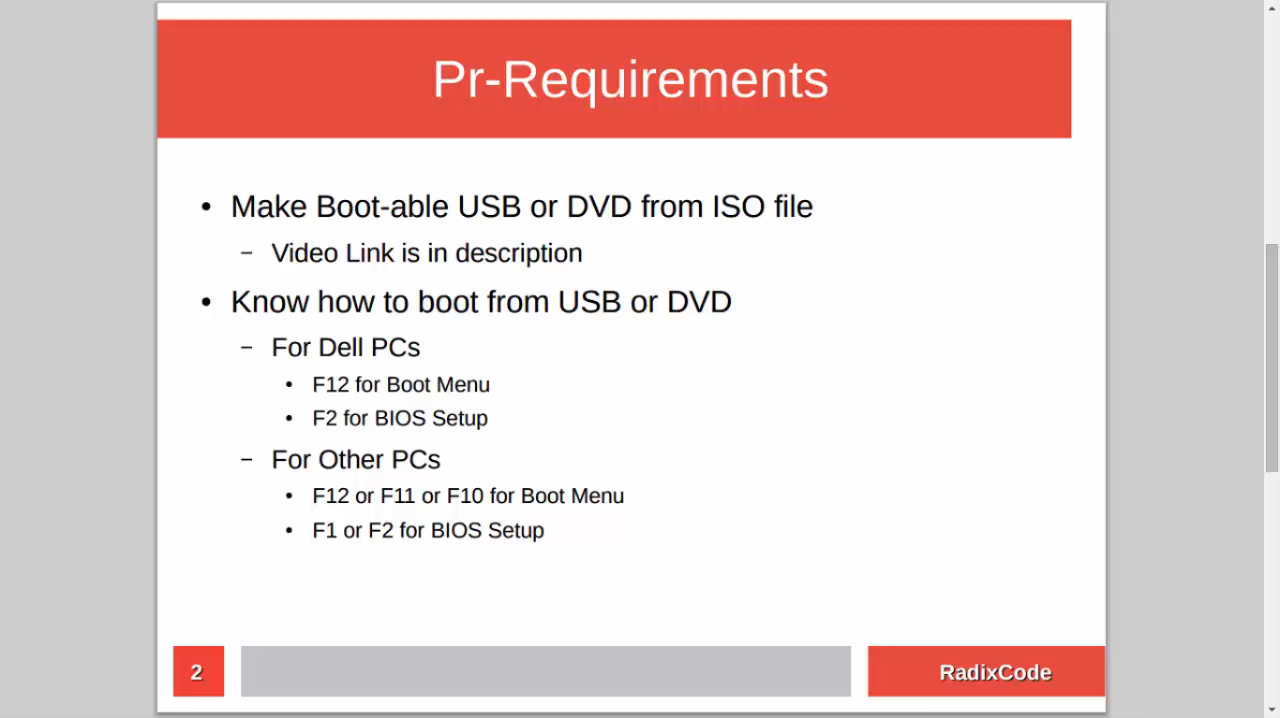 Pr-Requirements
• Make Boot-able USB or DVD from ISO file
– Video Link is in description
• Know how to boot from USB or DVD
– For Dell PCs
• F12 for Boot Menu
• F2 for BIOS Setup
– For Other PCs
• F12 or F11 or F10 for Boot Menu
• F1 or F2 for BIOS Setup
2
RadixCode